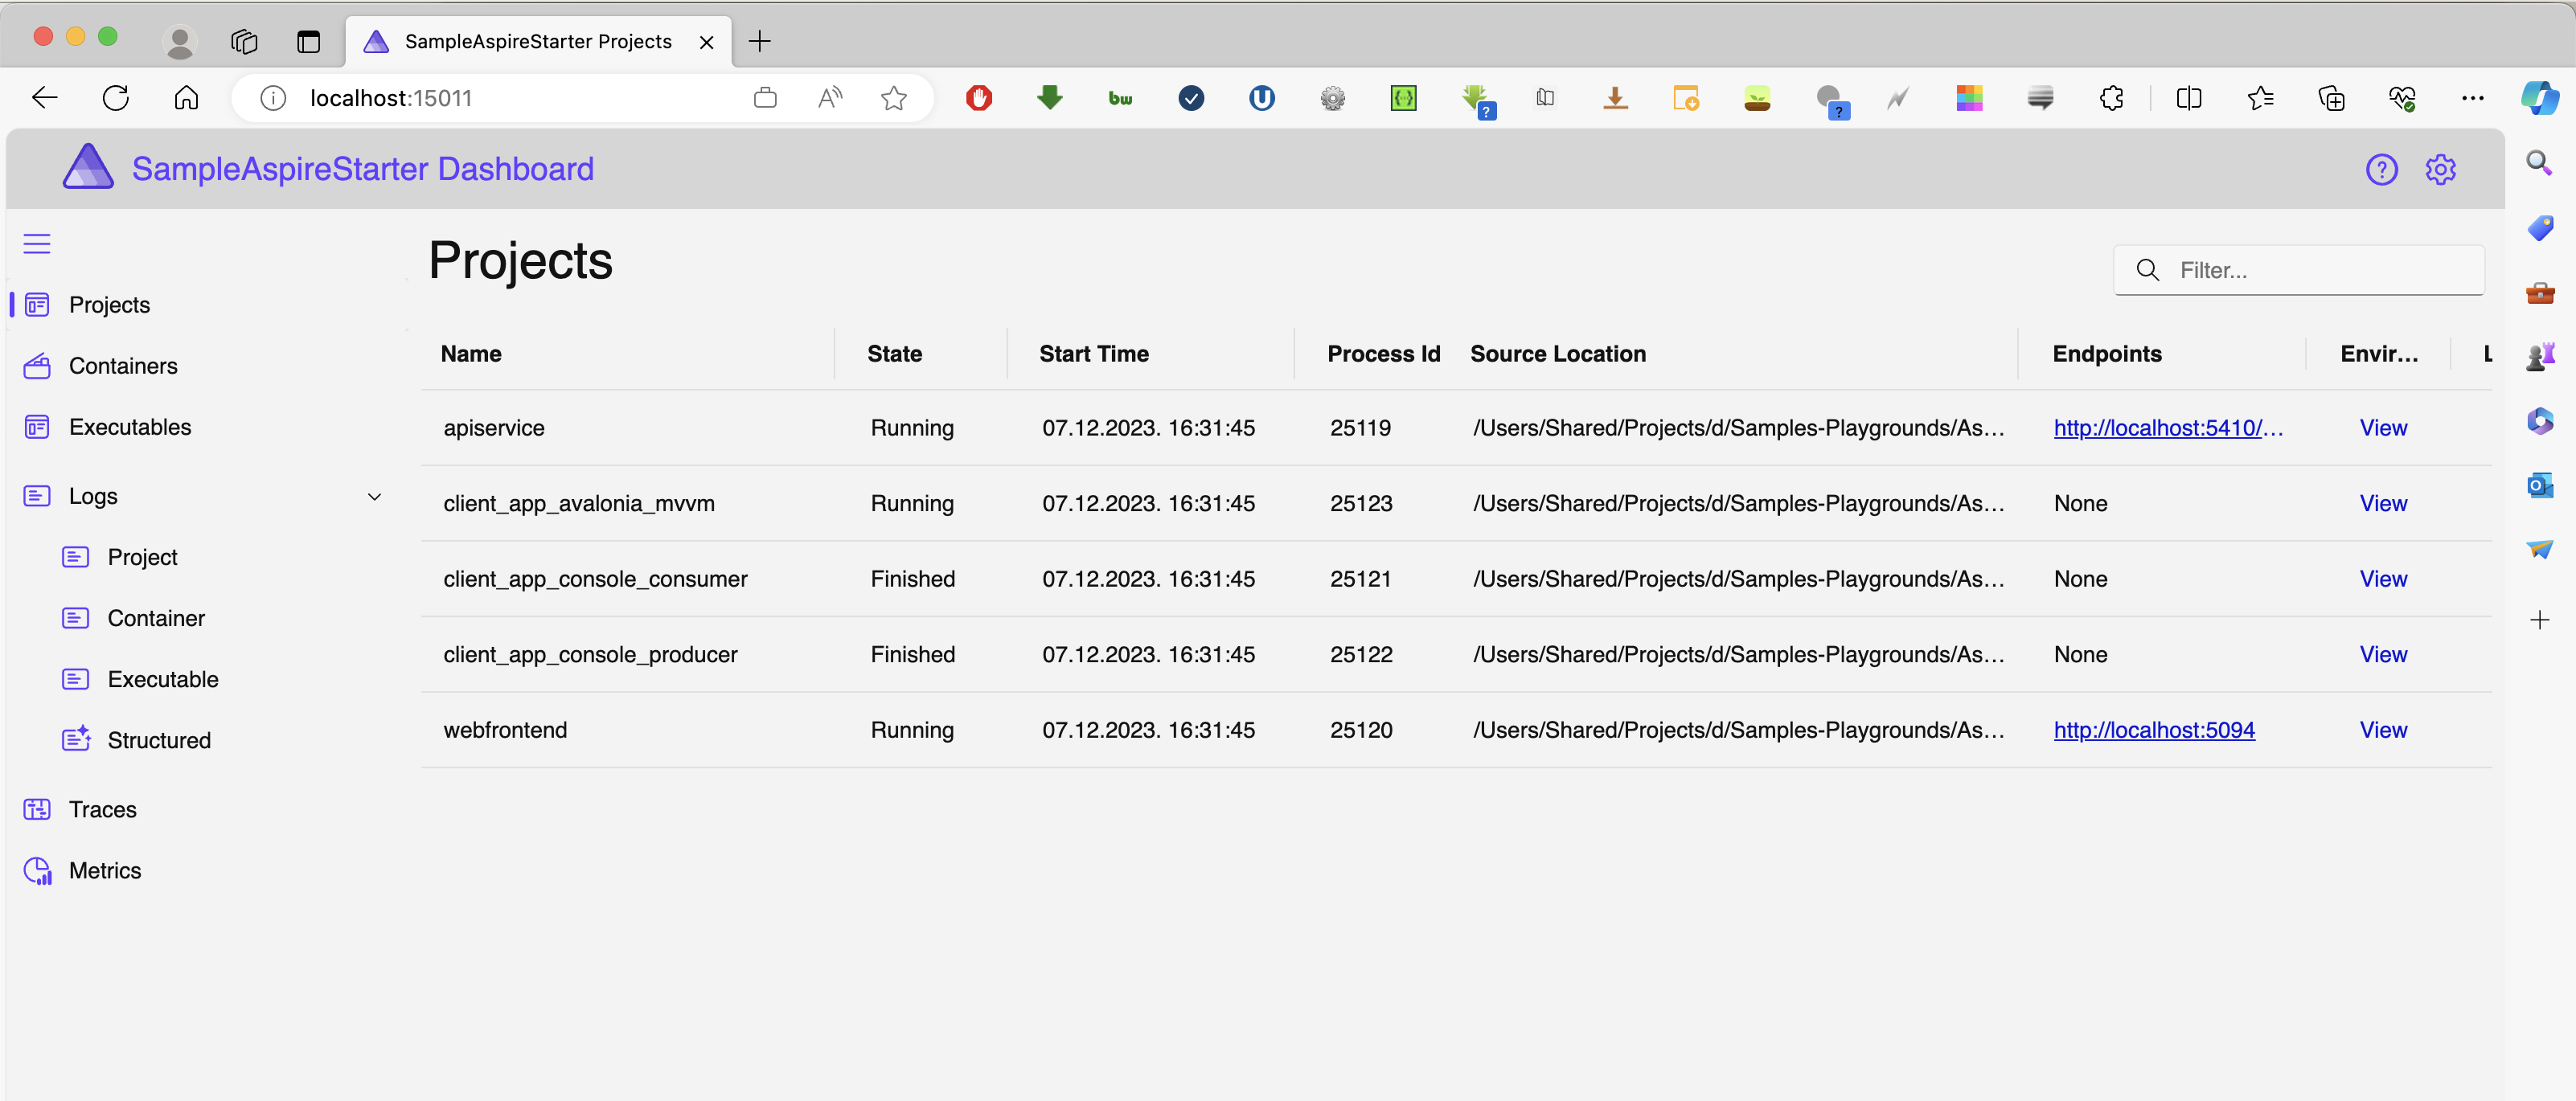 SampleAspireStarter Projects
localhost:15011
bw
SampleAspireStarter Dashboard
Projects
Filter...
Projects
Containers
Executables
Logs
Project
Container
Executable
Structured
Traces
Metrics
Name State Start Time Process Id Source Location Endpoints Envir... L
apiservice Running 07.12.2023. 16:31:45 25119 /Users/Shared/Projects/d/Samples-Playgrounds/As... http://localhost:5410/... View
client_app_avalonia_mvvm Running 07.12.2023. 16:31:45 25123 /Users/Shared/Projects/d/Samples-Playgrounds/As... None View
client_app_console_consumer Finished 07.12.2023. 16:31:45 25121 /Users/Shared/Projects/d/Samples-Playgrounds/As... None View
client_app_console_producer Finished 07.12.2023. 16:31:45 25122 /Users/Shared/Projects/d/Samples-Playgrounds/As... None View
webfrontend Running 07.12.2023. 16:31:45 25120 /Users/Shared/Projects/d/Samples-Playgrounds/As... http://localhost:5094 View